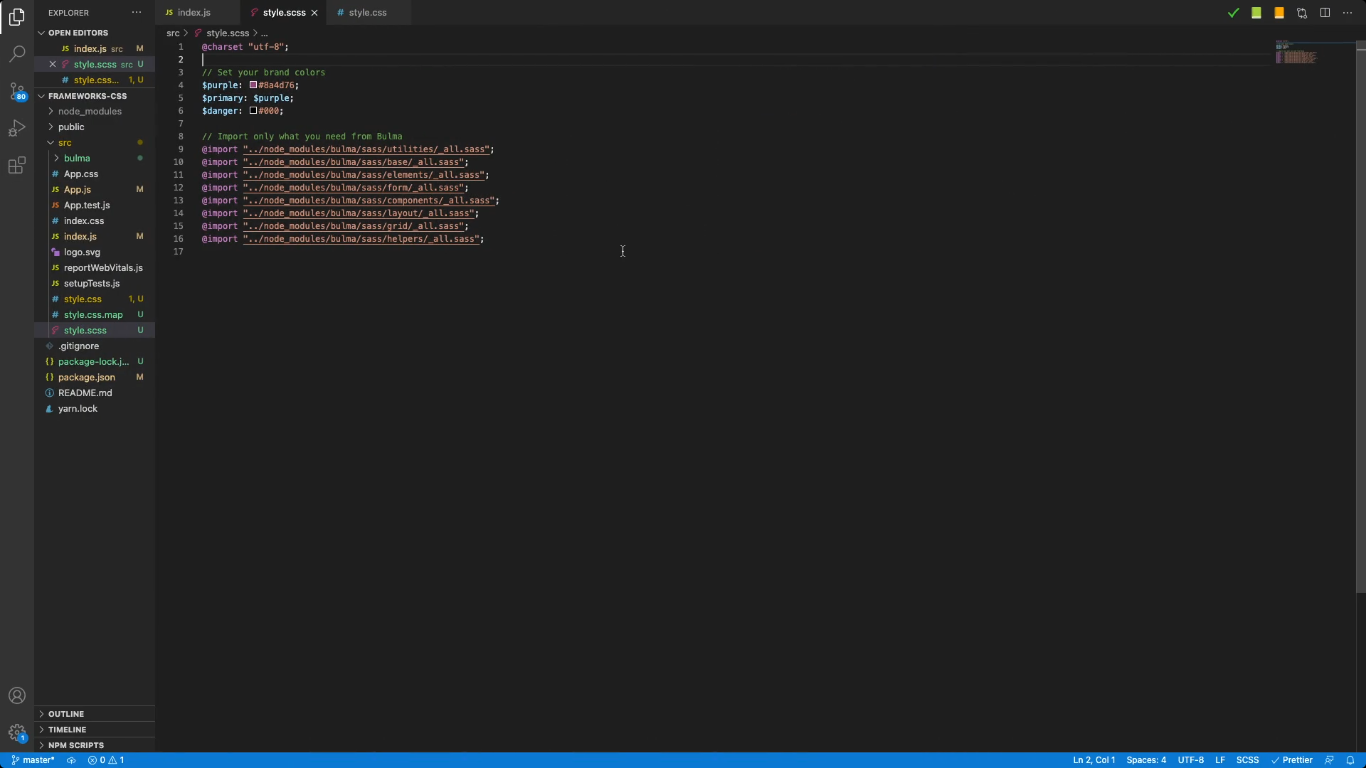 EXPLORER
index.js
style.scss
style.css
OPEN EDITORS
index.js src M
style.scss src U
style.css... 1, U
FRAMEWORKS-CSS
node_modules
public
src
bulma
App.css
App.js M
App.test.js
index.css
index.js M
logo.svg
reportWebVitals.js
setupTests.js
style.css 1, U
style.css.map U
style.scss U
.gitignore
package-lock.j... U
package.json M
README.md
yarn.lock
OUTLINE
TIMELINE
NPM SCRIPTS
80
1
src > style.scss > ...
1 @charset "utf-8";
2
3 // Set your brand colors
4 $purple: #8a4d76;
5 $primary: $purple;
6 $danger: #000;
7
8 // Import only what you need from Bulma
9 @import "../node_modules/bulma/sass/utilities/_all.sass";
10 @import "../node_modules/bulma/sass/base/_all.sass";
11 @import "../node_modules/bulma/sass/elements/_all.sass";
12 @import "../node_modules/bulma/sass/form/_all.sass";
13 @import "../node_modules/bulma/sass/components/_all.sass";
14 @import "../node_modules/bulma/sass/layout/_all.sass";
15 @import "../node_modules/bulma/sass/grid/_all.sass";
16 @import "../node_modules/bulma/sass/helpers/_all.sass";
17
master* 0 1 Ln 2, Col 1 Spaces: 4 UTF-8 LF SCSS Prettier